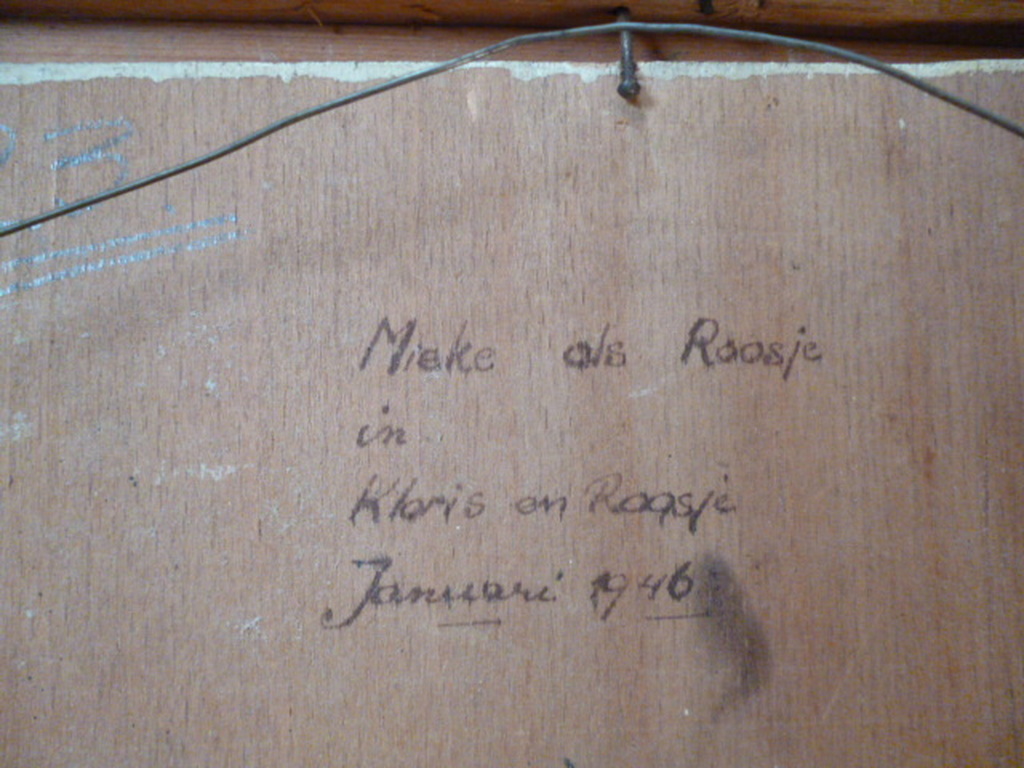 Mieke als Roosje
in
Kloris en Roosje
Januari 1946